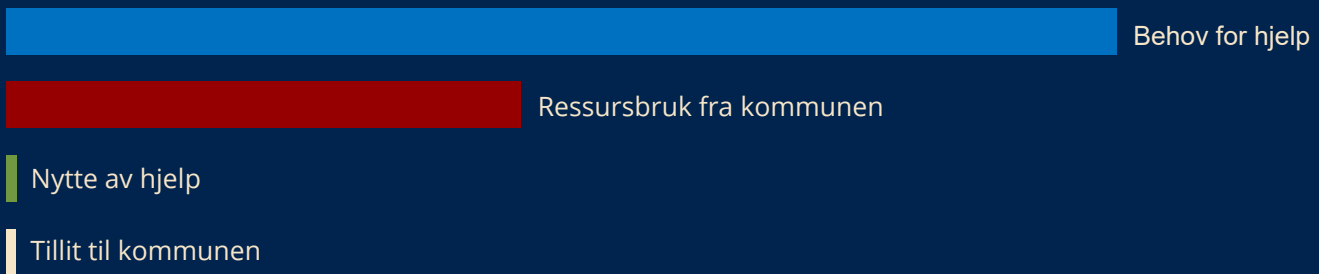 Behov for hjelp
Ressursbruk fra kommunen
Nytte av hjelp
Tillit til kommunen